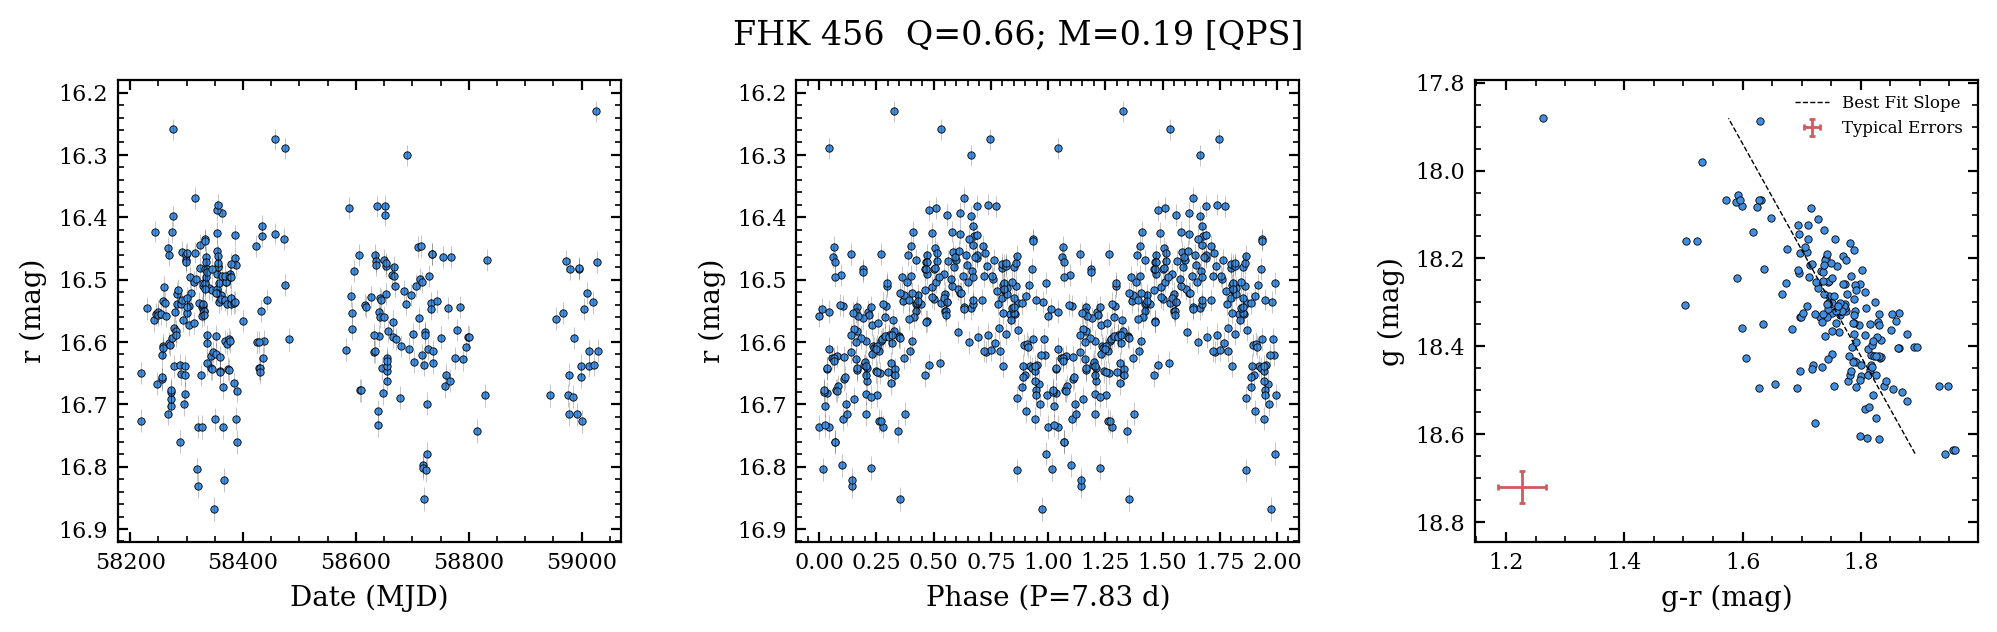 FHK 456  Q=0.66; M=0.19 [QPS]
r (mag)
16.2
16.3
16.4
16.5
16.6
16.7
16.8
16.9
58200 58400 58600 58800 59000
Date (MJD)
r (mag)
16.2
16.3
16.4
16.5
16.6
16.7
16.8
16.9
0.00 0.25 0.50 0.75 1.00 1.25 1.50 1.75 2.00
Phase (P=7.83 d)
g (mag)
17.8
18.0
18.2
18.4
18.6
18.8
Best Fit Slope
Typical Errors
1.2 1.4 1.6 1.8
g-r (mag)